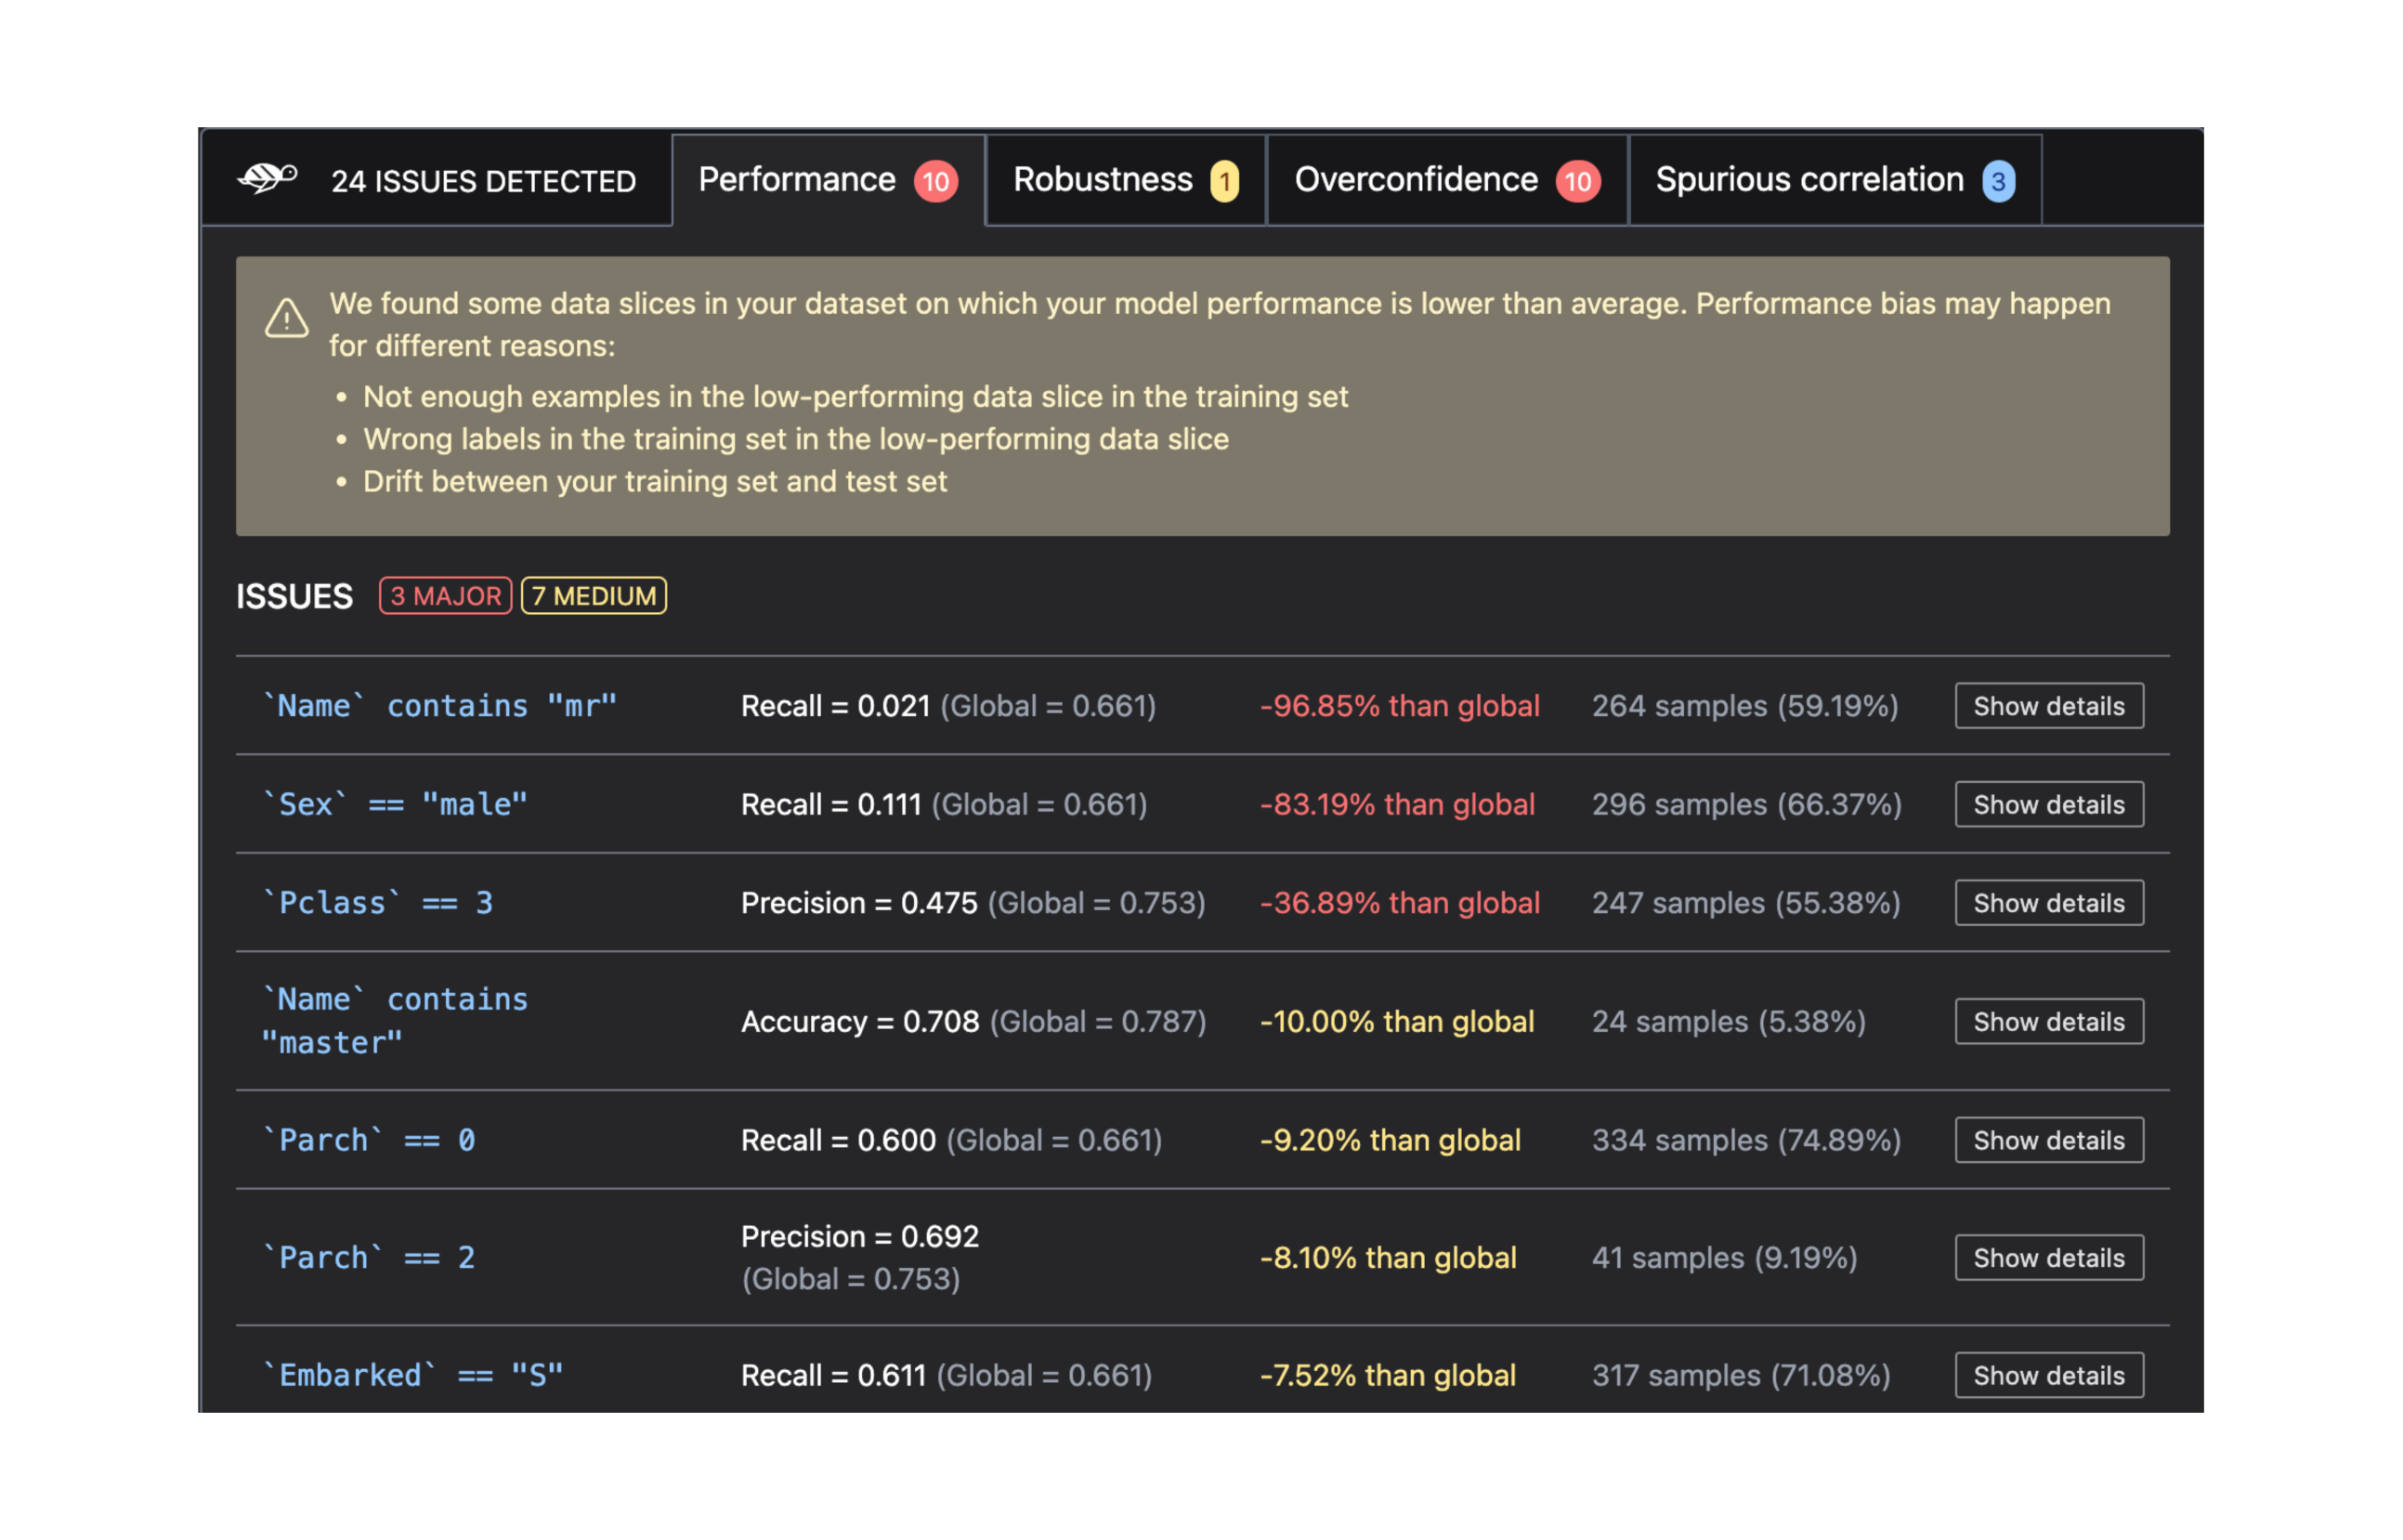 24 ISSUES DETECTED Performance 10 Robustness 1 Overconfidence 10 Spurious correlation 3
We found some data slices in your dataset on which your model performance is lower than average. Performance bias may happen
for different reasons:
• Not enough examples in the low-performing data slice in the training set
• Wrong labels in the training set in the low-performing data slice
• Drift between your training set and test set
ISSUES 3 MAJOR 7 MEDIUM
`Name` contains "mr" Recall = 0.021 (Global = 0.661) -96.85% than global 264 samples (59.19%) Show details
`Sex` == "male" Recall = 0.111 (Global = 0.661) -83.19% than global 296 samples (66.37%) Show details
`Pclass` == 3 Precision = 0.475 (Global = 0.753) -36.89% than global 247 samples (55.38%) Show details
`Name` contains
"master" Accuracy = 0.708 (Global = 0.787) -10.00% than global 24 samples (5.38%) Show details
`Parch` == 0 Recall = 0.600 (Global = 0.661) -9.20% than global 334 samples (74.89%) Show details
`Parch` == 2 Precision = 0.692
(Global = 0.753) -8.10% than global 41 samples (9.19%) Show details
`Embarked` == "S" Recall = 0.611 (Global = 0.661) -7.52% than global 317 samples (71.08%) Show details